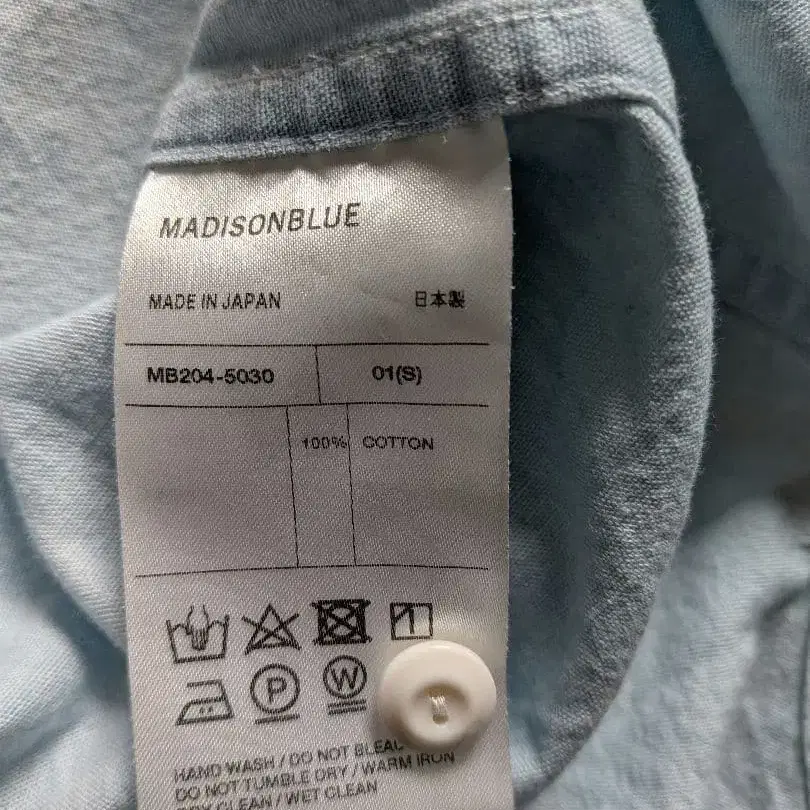 MADISONBLUE
MADE IN JAPAN 日本製
MB204-5030 01(S)
100% COTTON
P W
HAND WASH / DO NOT BLEAC
DO NOT TUMBLE DRY / WARM IRON
DRY CLEAN / WET CLEAN